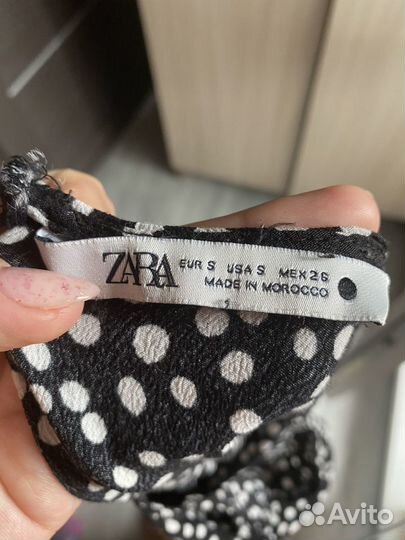 ZARA EUR S USA S MEX 26
MADE IN MOROCCO
Avito